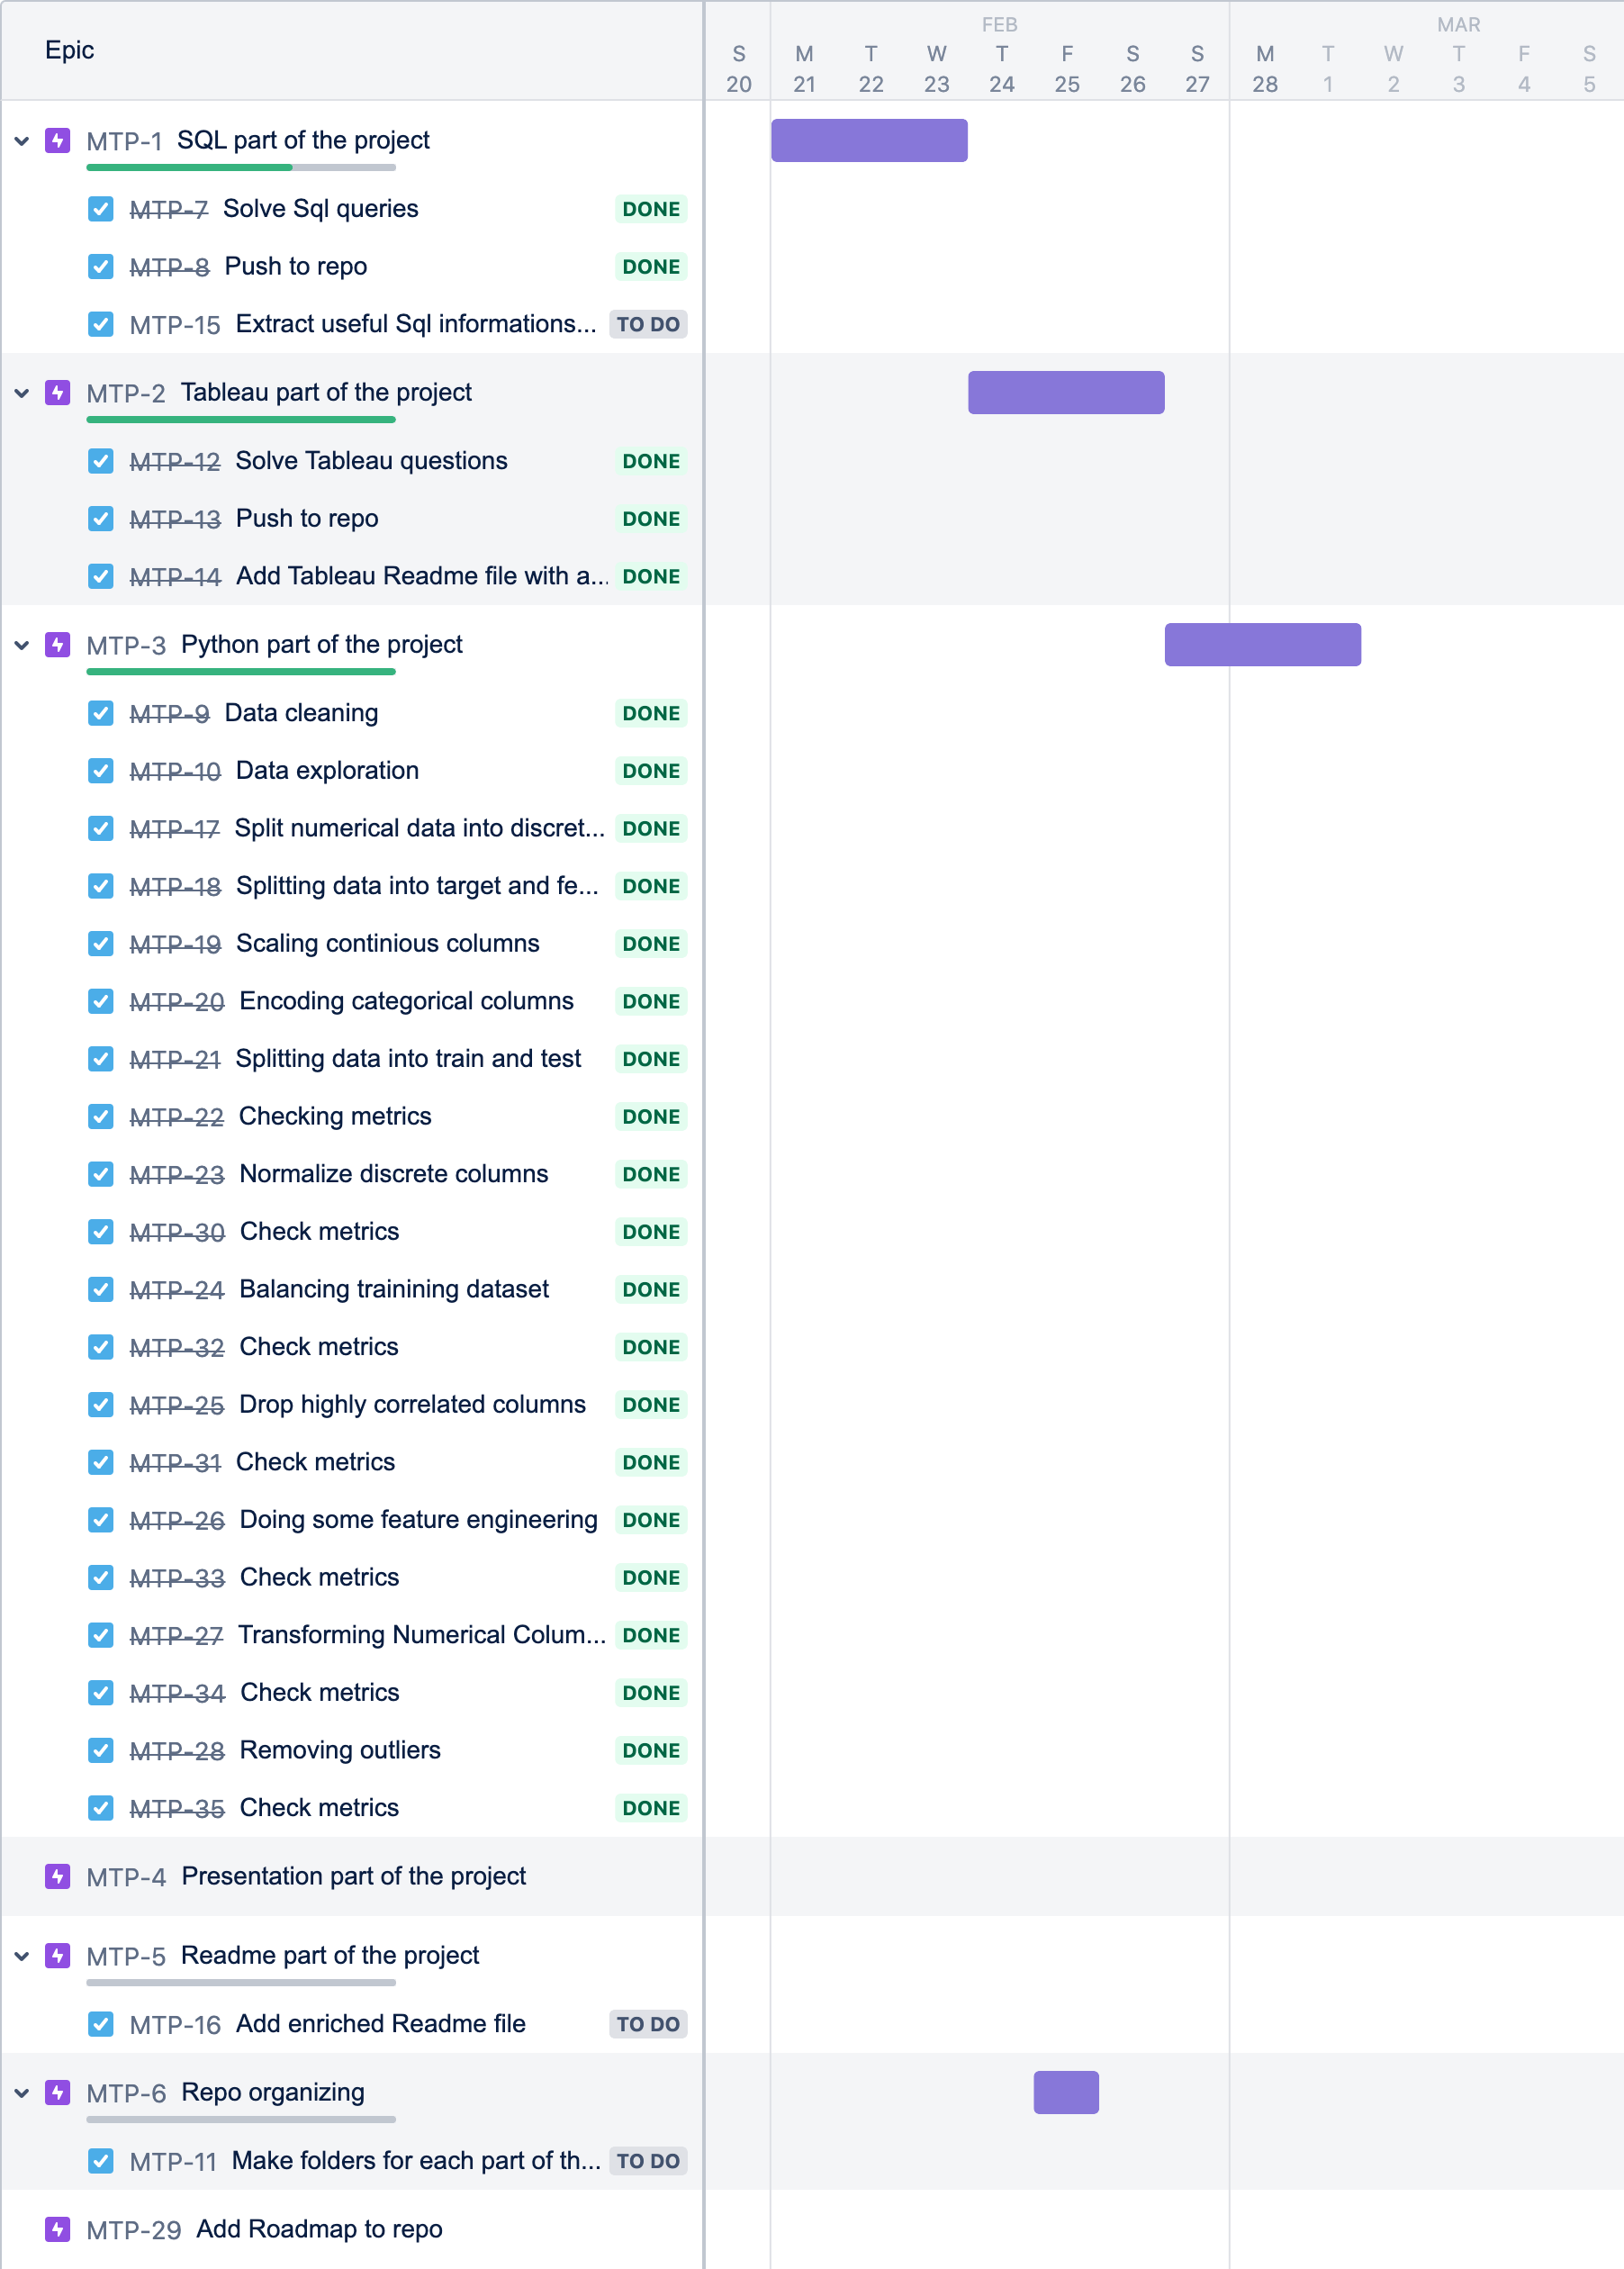 Epic
FEB MAR
S M T W T F S S M T W T F S
20 21 22 23 24 25 26 27 28 1 2 3 4 5
MTP-1 SQL part of the project
MTP-7 Solve Sql queries DONE
MTP-8 Push to repo DONE
MTP-15 Extract useful Sql informations... TO DO
MTP-2 Tableau part of the project
MTP-12 Solve Tableau questions DONE
MTP-13 Push to repo DONE
MTP-14 Add Tableau Readme file with a... DONE
MTP-3 Python part of the project
MTP-9 Data cleaning DONE
MTP-10 Data exploration DONE
MTP-17 Split numerical data into discret... DONE
MTP-18 Splitting data into target and fe... DONE
MTP-19 Scaling continious columns DONE
MTP-20 Encoding categorical columns DONE
MTP-21 Splitting data into train and test DONE
MTP-22 Checking metrics DONE
MTP-23 Normalize discrete columns DONE
MTP-30 Check metrics DONE
MTP-24 Balancing trainining dataset DONE
MTP-32 Check metrics DONE
MTP-25 Drop highly correlated columns DONE
MTP-31 Check metrics DONE
MTP-26 Doing some feature engineering DONE
MTP-33 Check metrics DONE
MTP-27 Transforming Numerical Colum... DONE
MTP-34 Check metrics DONE
MTP-28 Removing outliers DONE
MTP-35 Check metrics DONE
MTP-4 Presentation part of the project
MTP-5 Readme part of the project
MTP-16 Add enriched Readme file TO DO
MTP-6 Repo organizing
MTP-11 Make folders for each part of th... TO DO
MTP-29 Add Roadmap to repo